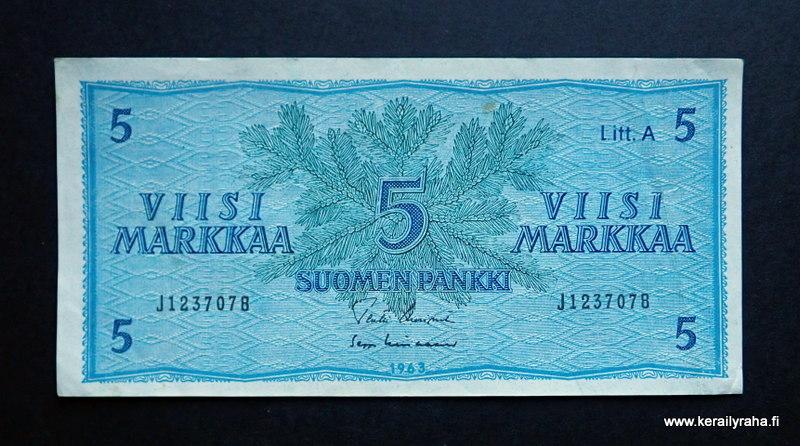 5
Litt. A 5
VIISI
MARKKAA
5
VIISI
MARKKAA
SUOMEN PANKKI
J1237078
J1237078
5
5
1963
www.kerailyraha.fi